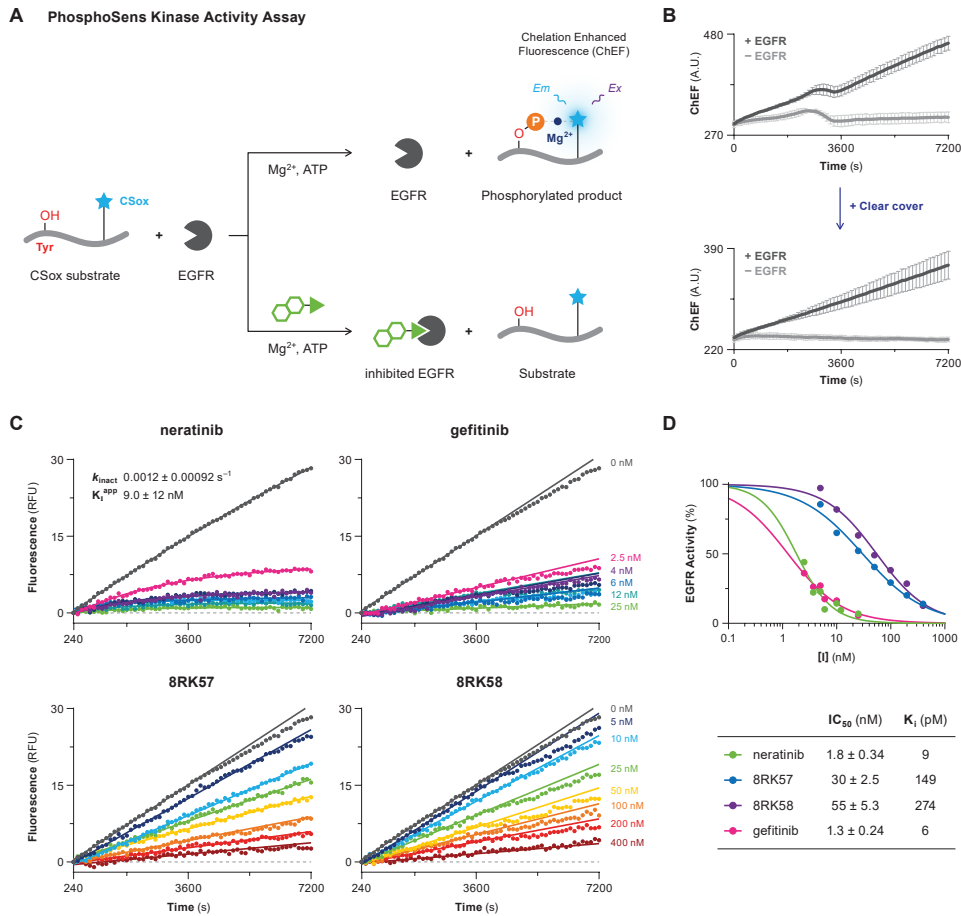 A PhosphoSens Kinase Activity Assay
Chelation Enhanced
Fluorescence (ChEF)
Em
Ex
P
O
Mg²⁺
Mg²⁺, ATP
+
EGFR
Phosphorylated product
OH
CSox
Tyr
+
CSox substrate
EGFR
Mg²⁺, ATP
OH
+
inhibited EGFR
Substrate
B
480
+ EGFR
− EGFR
ChEF (A.U.)
270
0
3600
7200
Time (s)
+ Clear cover
390
+ EGFR
− EGFR
ChEF (A.U.)
220
0
3600
7200
Time (s)
C
neratinib
30
15
0
Fluorescence (RFU)
k_inact 0.0012 ± 0.00092 s⁻¹
K_I^app 9.0 ± 12 nM
240
3600
7200
gefitinib
30
15
0
0 nM
2.5 nM
4 nM
6 nM
12 nM
25 nM
240
3600
7200
8RK57
30
15
0
Fluorescence (RFU)
240
3600
7200
Time (s)
8RK58
30
15
0
0 nM
5 nM
10 nM
25 nM
50 nM
100 nM
200 nM
400 nM
240
3600
7200
Time (s)
D
100
50
0
EGFR Activity (%)
0.1
1
10
100
1000
[I] (nM)
IC₅₀ (nM) Kᵢ (pM)
neratinib 1.8 ± 0.34 9
8RK57 30 ± 2.5 149
8RK58 55 ± 5.3 274
gefitinib 1.3 ± 0.24 6